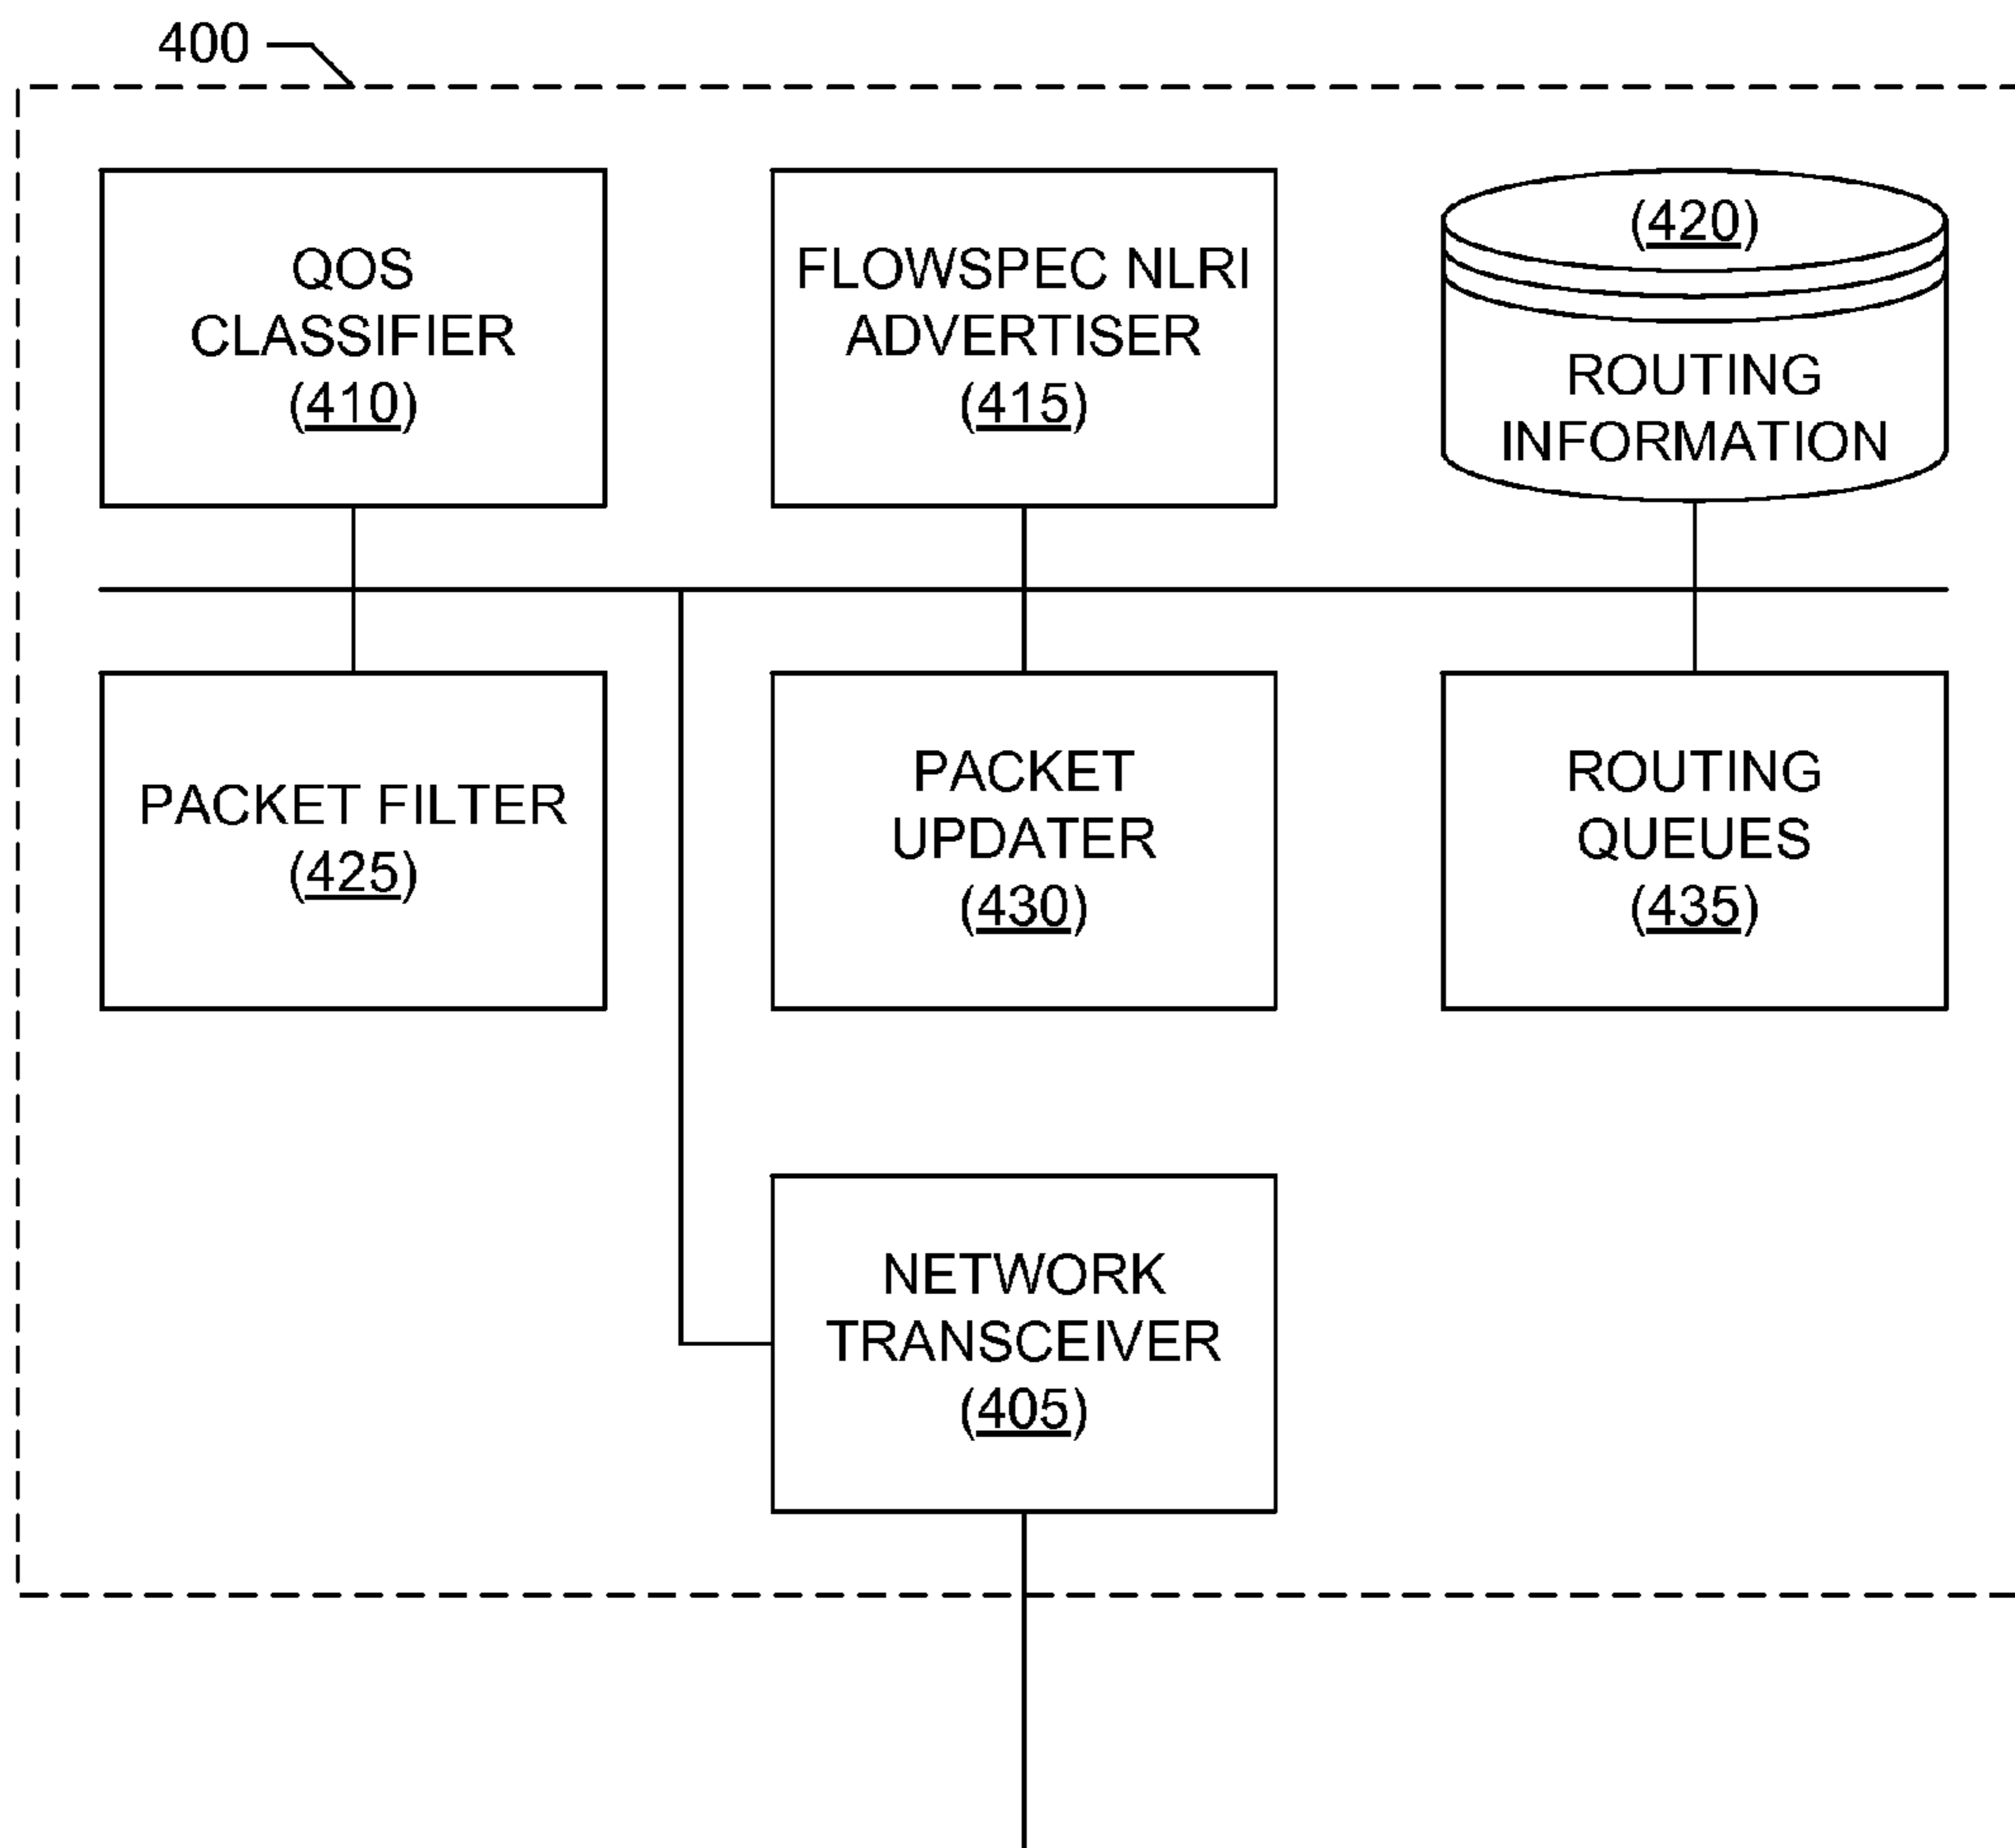 400
QOS
CLASSIFIER
(410)
FLOWSPEC NLRI
ADVERTISER
(415)
(420)
ROUTING
INFORMATION
PACKET FILTER
(425)
PACKET
UPDATER
(430)
ROUTING
QUEUES
(435)
NETWORK
TRANSCEIVER
(405)